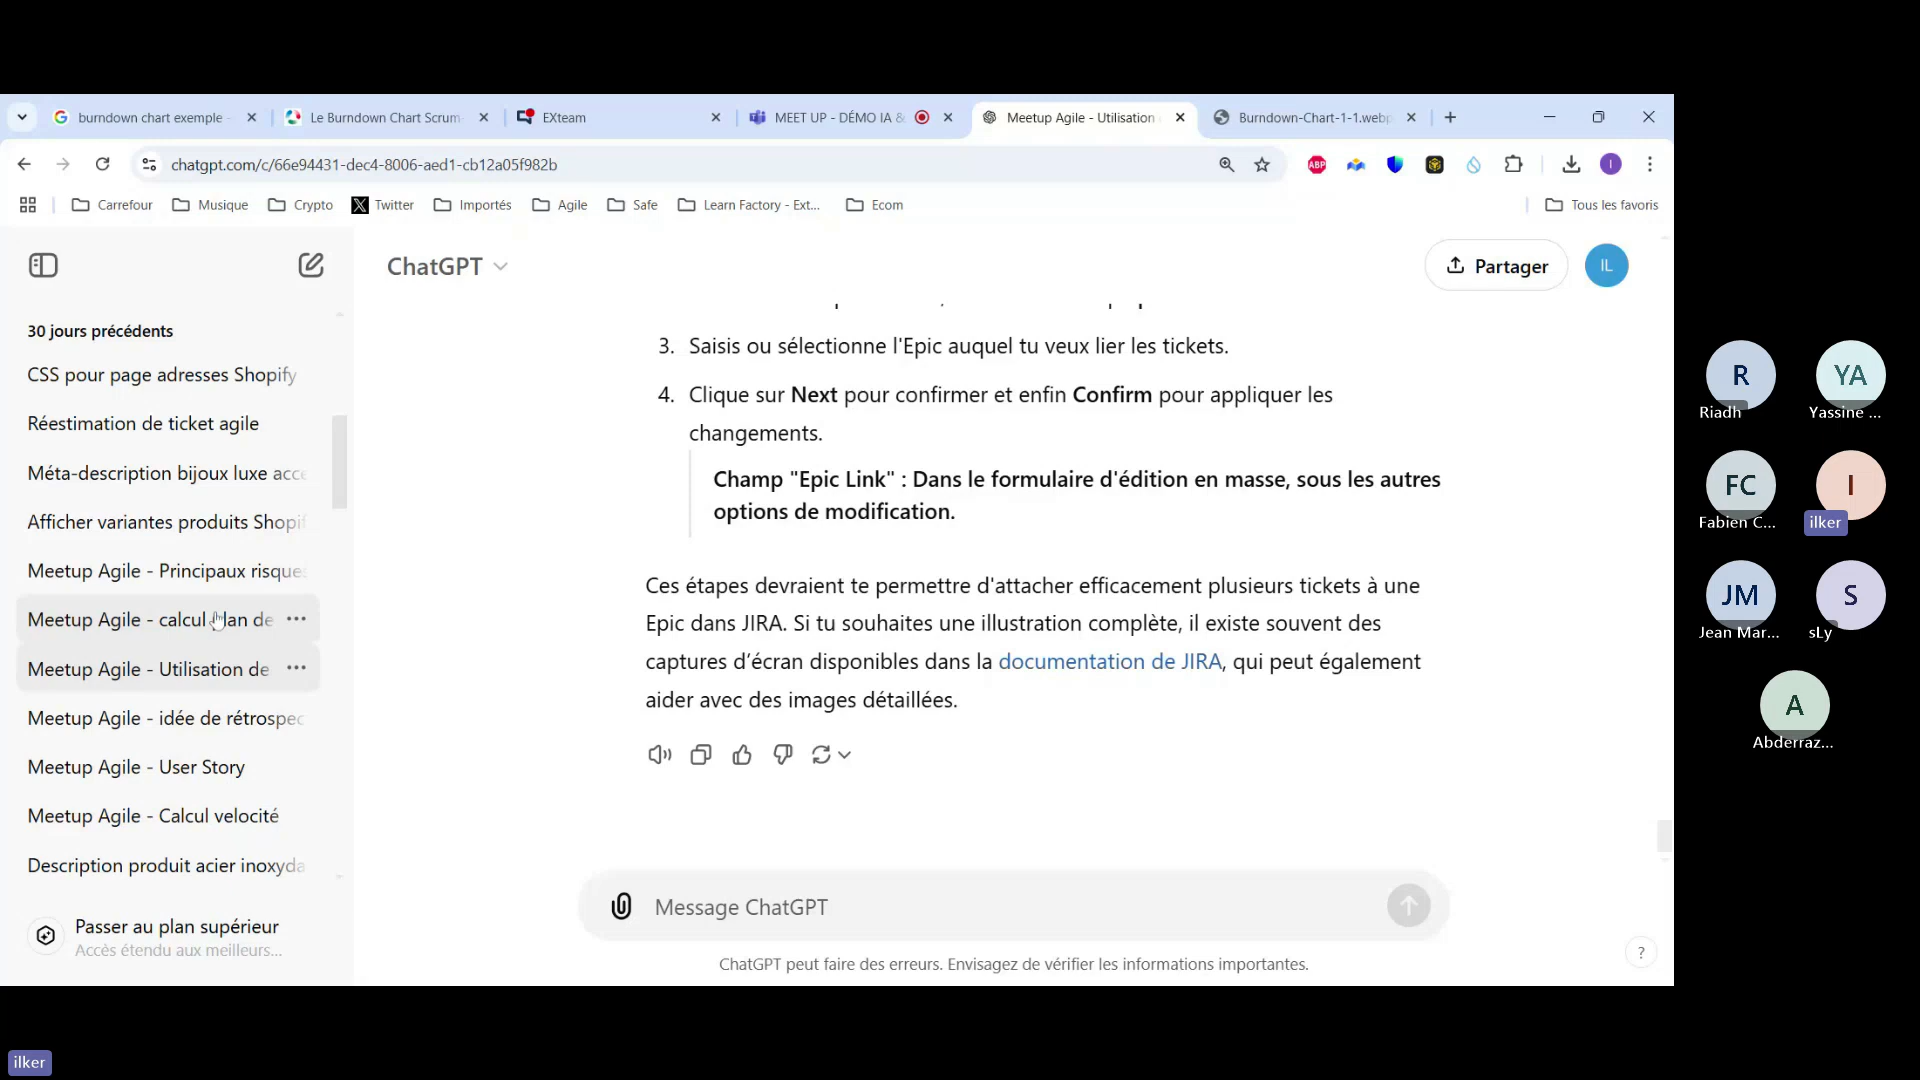 burndown chart exemple
Le Burndown Chart Scrum
EXteam
MEET UP - DÉMO IA &
Meetup Agile - Utilisation
Burndown-Chart-1-1.webp
chatgpt.com/c/66e94431-dec4-8006-aed1-cb12a05f982b
ABP
I
Carrefour
Musique
Crypto
Twitter
Importés
Agile
Safe
Learn Factory - Ext...
Ecom
Tous les favoris
ChatGPT
Partager
IL
30 jours précédents
CSS pour page adresses Shopify
Réestimation de ticket agile
Méta-description bijoux luxe acce
Afficher variantes produits Shopif
Meetup Agile - Principaux risques
Meetup Agile - calcul plan de
Meetup Agile - Utilisation de
Meetup Agile - idée de rétrospec
Meetup Agile - User Story
Meetup Agile - Calcul velocité
Description produit acier inoxyda
Passer au plan supérieur
Accès étendu aux meilleurs...
3. Saisis ou sélectionne l'Epic auquel tu veux lier les tickets.
4. Clique sur Next pour confirmer et enfin Confirm pour appliquer les
changements.
Champ "Epic Link" : Dans le formulaire d'édition en masse, sous les autres
options de modification.
Ces étapes devraient te permettre d'attacher efficacement plusieurs tickets à une
Epic dans JIRA. Si tu souhaites une illustration complète, il existe souvent des
captures d’écran disponibles dans la documentation de JIRA, qui peut également
aider avec des images détaillées.
Message ChatGPT
ChatGPT peut faire des erreurs. Envisagez de vérifier les informations importantes.
?
R
Riadh
YA
Yassine ...
FC
Fabien C...
I
ilker
JM
Jean Mar...
S
sLy
A
Abderraz...
ilker